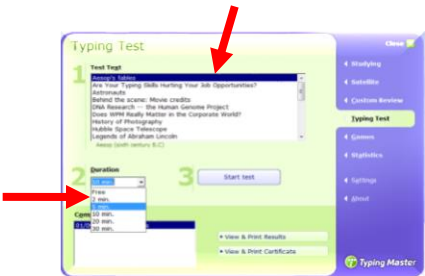 Typing Test
Close
1
Test Text
Aesop's Fables
Are Your Typing Skills Hurting Your Job Opportunities?
Astronauts
Behind the scene: Movie credits
DNA Research -- the Human Genome Project
Does WPM Really Matter in the Corporate World?
History of Photography
Hubble Space Telescope
Legends of Abraham Lincoln
Aesop (sixth century B.C)
2
Duration
10 min.
Free
2 min.
5 min.
10 min.
20 min.
30 min.
3
Start test
View & Print Results
View & Print Certificate
Studying
Satellite
Custom Review
Typing Test
Games
Statistics
Settings
About
Typing Master